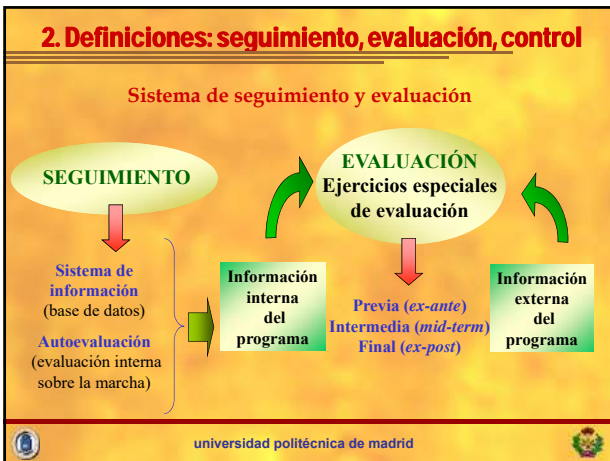 2. Definiciones: seguimiento, evaluación, control
Sistema de seguimiento y evaluación
SEGUIMIENTO
Sistema de
información
(base de datos)
Autoevaluación
(evaluación interna
sobre la marcha)
Información
interna
del
programa
EVALUACIÓN
Ejercicios especiales
de evaluación
Previa (ex-ante)
Intermedia (mid-term)
Final (ex-post)
Información
externa
del
programa
universidad politécnica de madrid